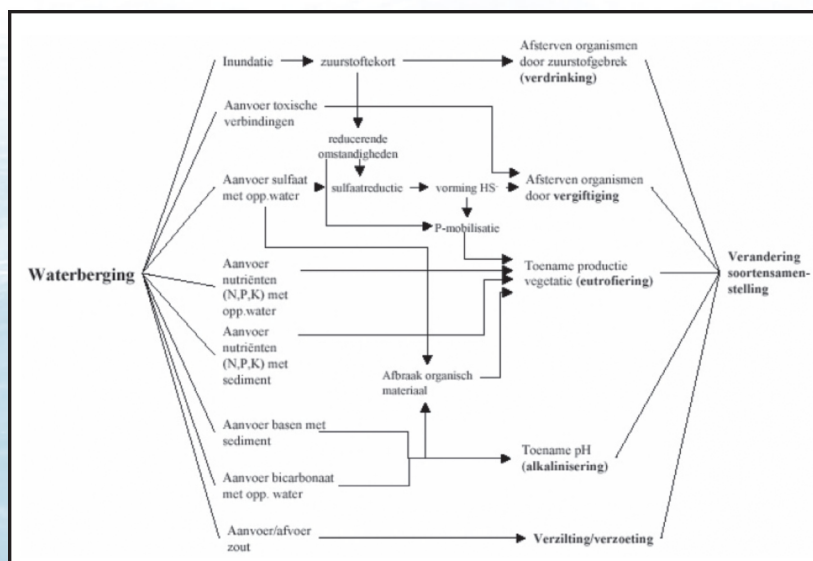 Waterberging
Inundatie
zuurstoftekort
Afsterven organismen
door zuurstofgebrek
(verdrinking)
Aanvoer toxische
verbindingen
reducerende
omstandigheden
Aanvoer sulfaat
met opp.water
sulfaatreductie
vorming HS-
Afsterven organismen
door vergiftiging
P-mobilisatie
Aanvoer
nutriënten
(N,P,K) met
opp.water
Toename productie
vegetatie (eutrofiering)
Verandering
soortensamen-
stelling
Aanvoer
nutriënten
(N,P,K) met
sediment
Afbraak organisch
materiaal
Aanvoer basen met
sediment
Toename pH
(alkalinisering)
Aanvoer bicarbonaat
met opp. water
Aanvoer/afvoer
zout
Verzilting/verzoeting